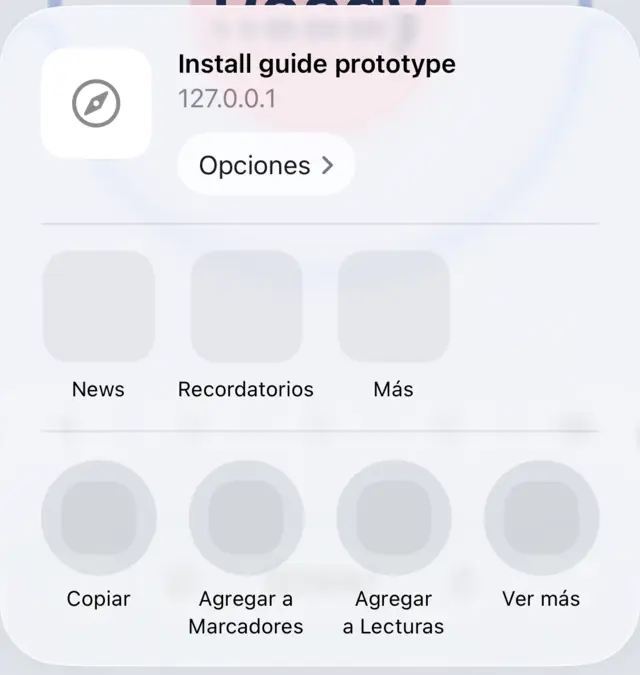 Install guide prototype
127.0.0.1
Opciones
News
Recordatorios
Más
Copiar
Agregar a
Marcadores
Agregar
a Lecturas
Ver más